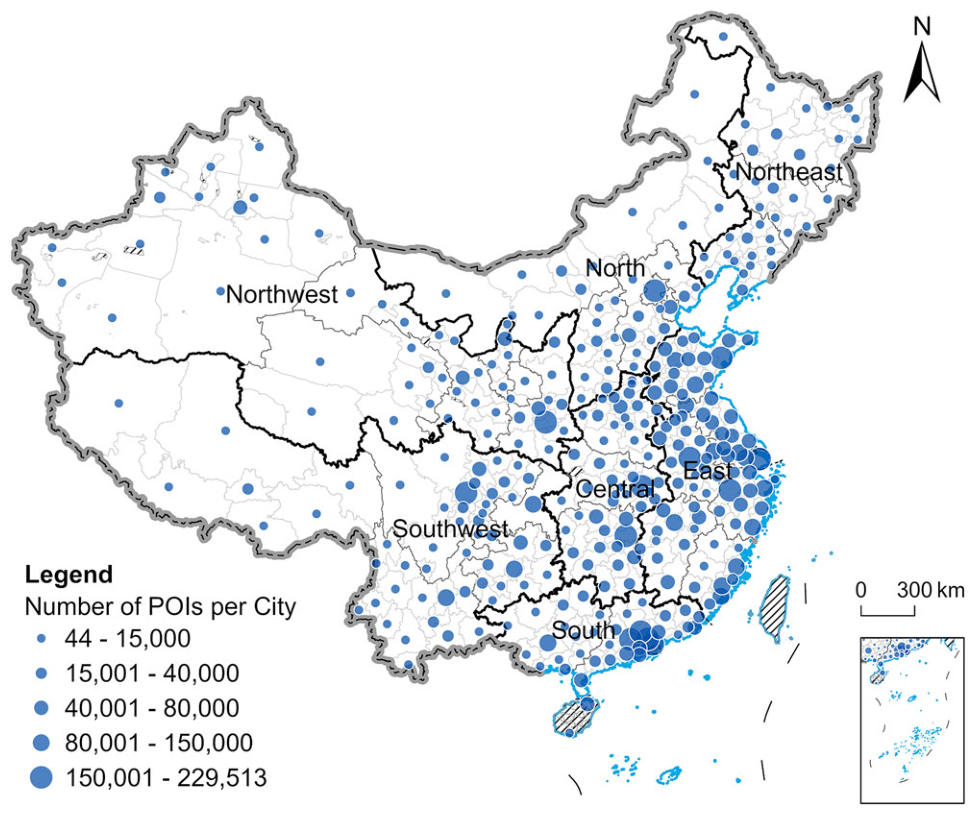 N
Northeast
North
Northwest
East
Central
Southwest
South
Legend
Number of POIs per City
44 - 15,000
15,001 - 40,000
40,001 - 80,000
80,001 - 150,000
150,001 - 229,513
0 300 km